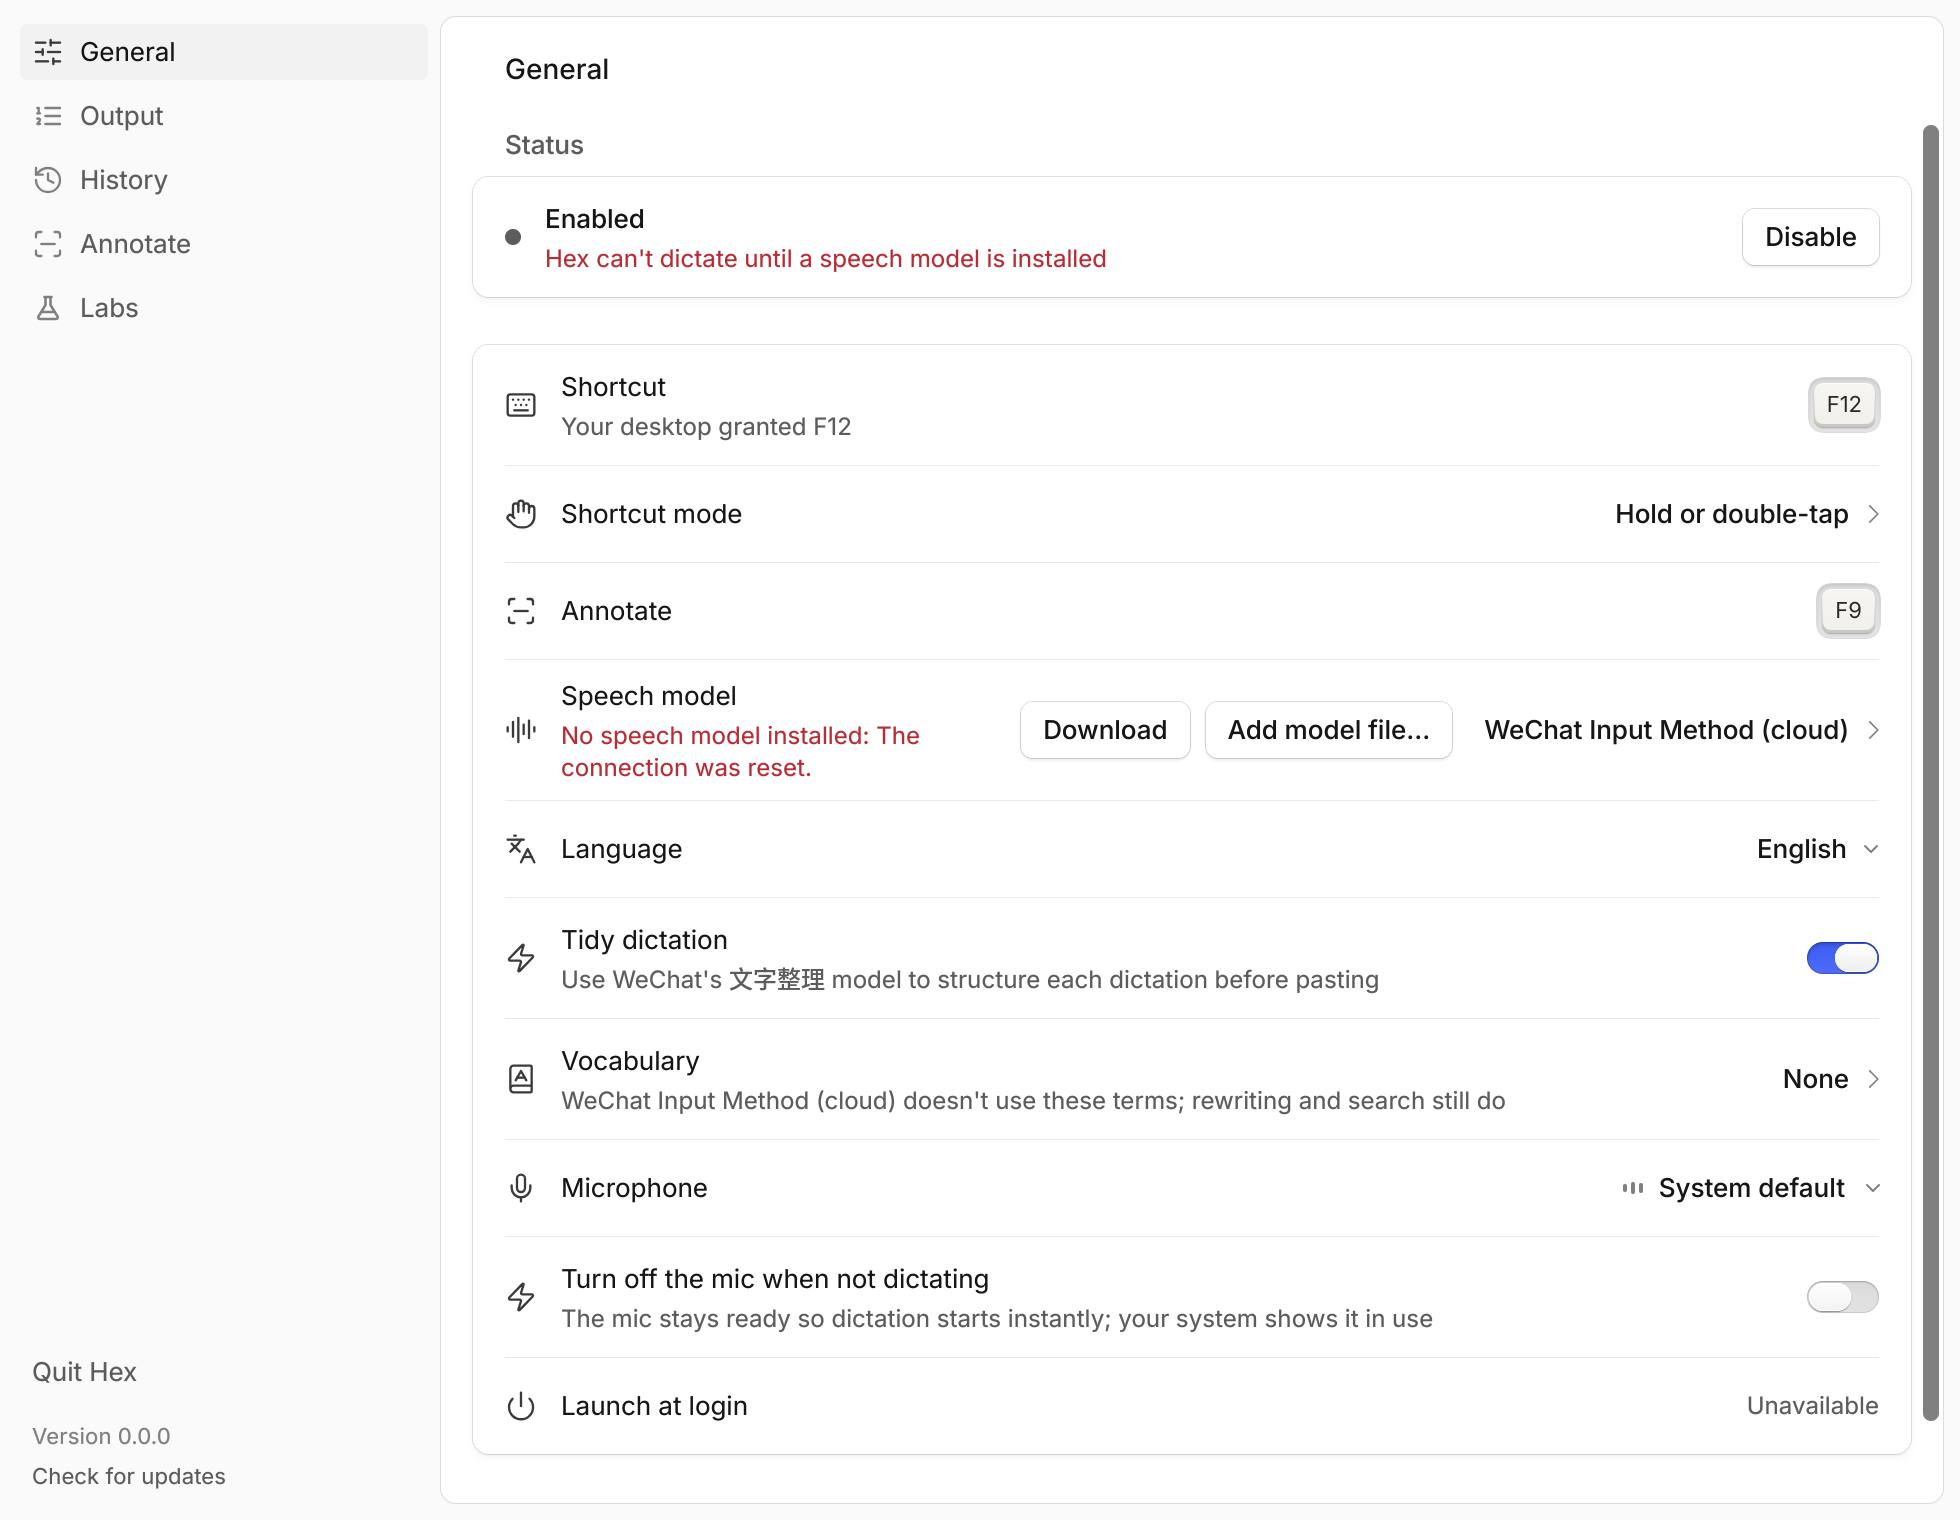 General
Output
History
Annotate
Labs
Quit Hex
Version 0.0.0
Check for updates
General
Status
Enabled
Hex can't dictate until a speech model is installed
Disable
Shortcut
Your desktop granted F12
F12
Shortcut mode
Hold or double-tap
Annotate
F9
Speech model
No speech model installed: The
connection was reset.
Download
Add model file...
WeChat Input Method (cloud)
Language
English
Tidy dictation
Use WeChat's 文字整理 model to structure each dictation before pasting
Vocabulary
WeChat Input Method (cloud) doesn't use these terms; rewriting and search still do
None
Microphone
System default
Turn off the mic when not dictating
The mic stays ready so dictation starts instantly; your system shows it in use
Launch at login
Unavailable